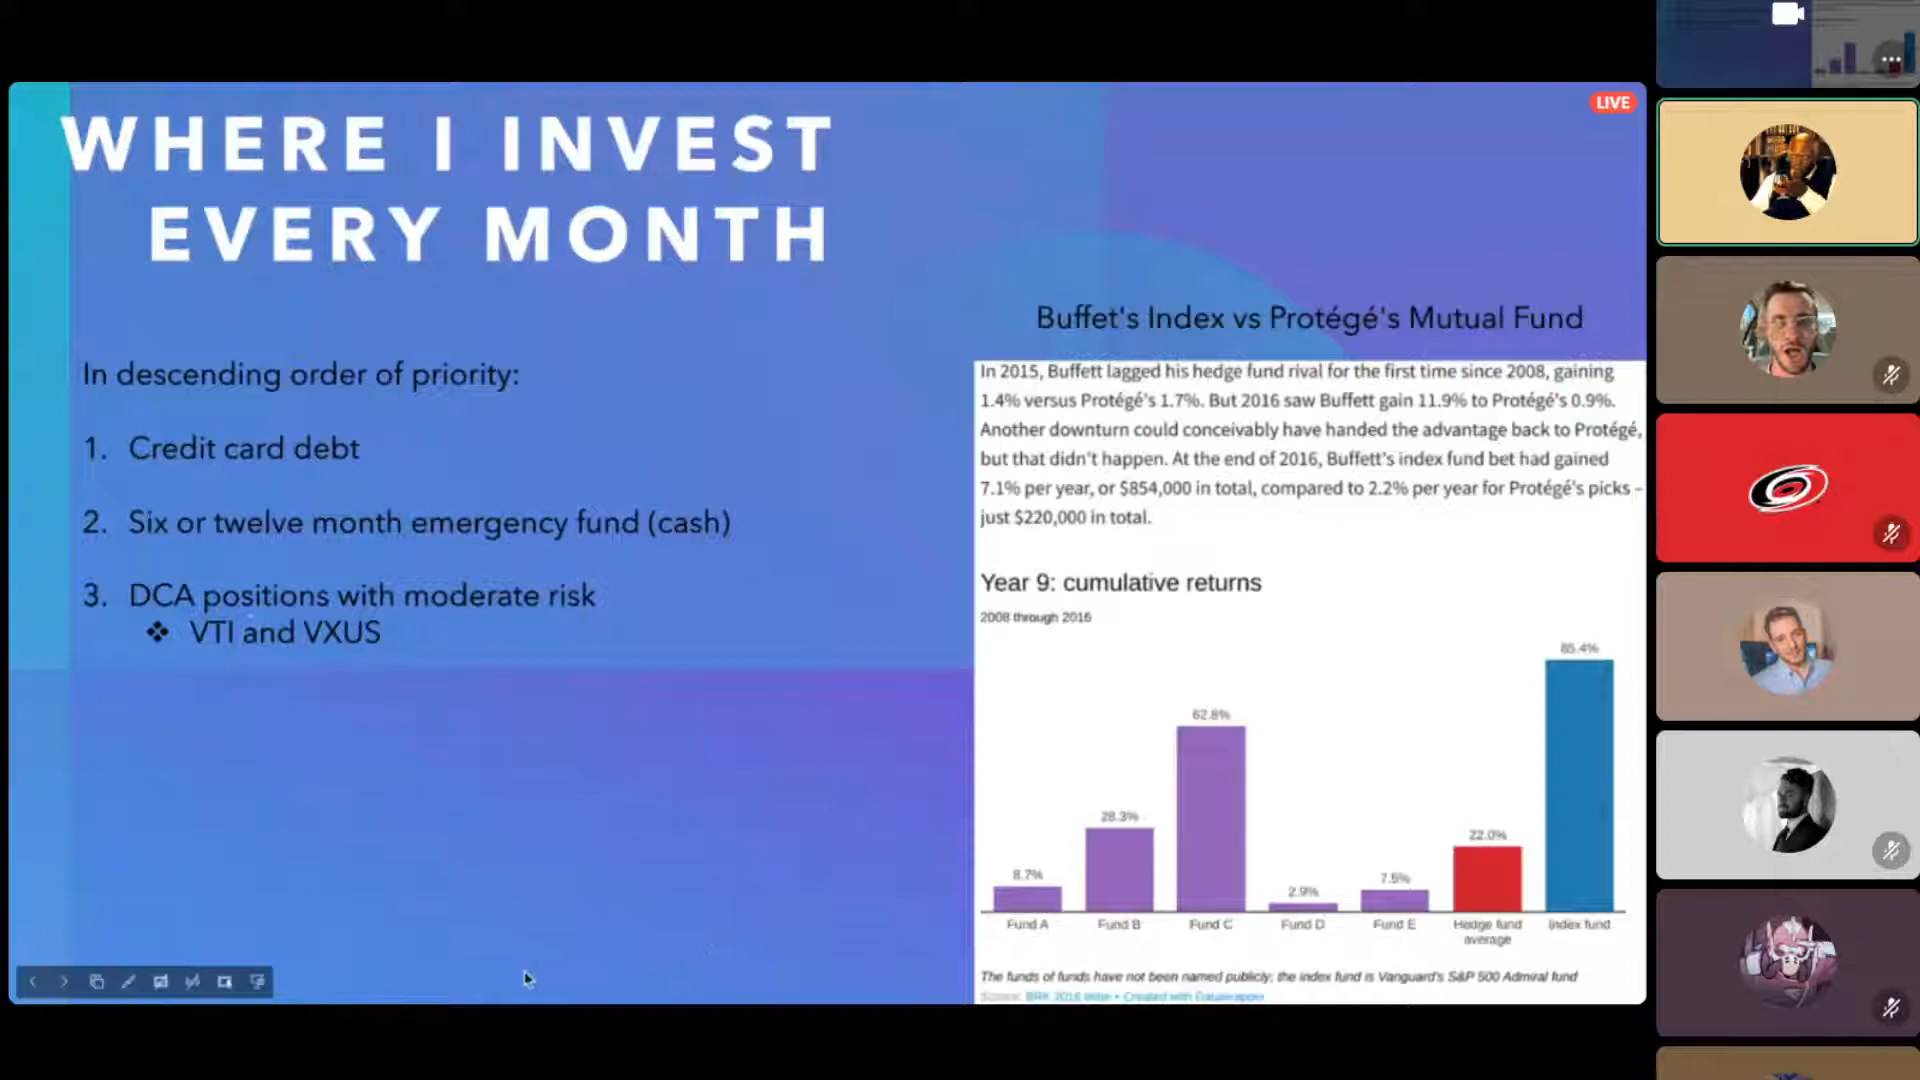 LIVE
WHERE I INVEST
EVERY MONTH
In descending order of priority:
1. Credit card debt
2. Six or twelve month emergency fund (cash)
3. DCA positions with moderate risk
❖ VTI and VXUS
Buffet's Index vs Protégé's Mutual Fund
In 2015, Buffett lagged his hedge fund rival for the first time since 2008, gaining
1.4% versus Protégé's 1.7%. But 2016 saw Buffett gain 11.9% to Protégé's 0.9%.
Another downturn could conceivably have handed the advantage back to Protégé,
but that didn't happen. At the end of 2016, Buffett's index fund bet had gained
7.1% per year, or $854,000 in total, compared to 2.2% per year for Protégé's picks –
just $220,000 in total.
Year 9: cumulative returns
2008 through 2016
8.7%
28.3%
62.8%
2.9%
7.5%
22.0%
85.4%
Fund A
Fund B
Fund C
Fund D
Fund E
Hedge fund
average
Index fund
The funds of funds have not been named publicly; the index fund is Vanguard's S&P 500 Admiral fund
Source: BRK 2016 letter • Created with Datawrapper